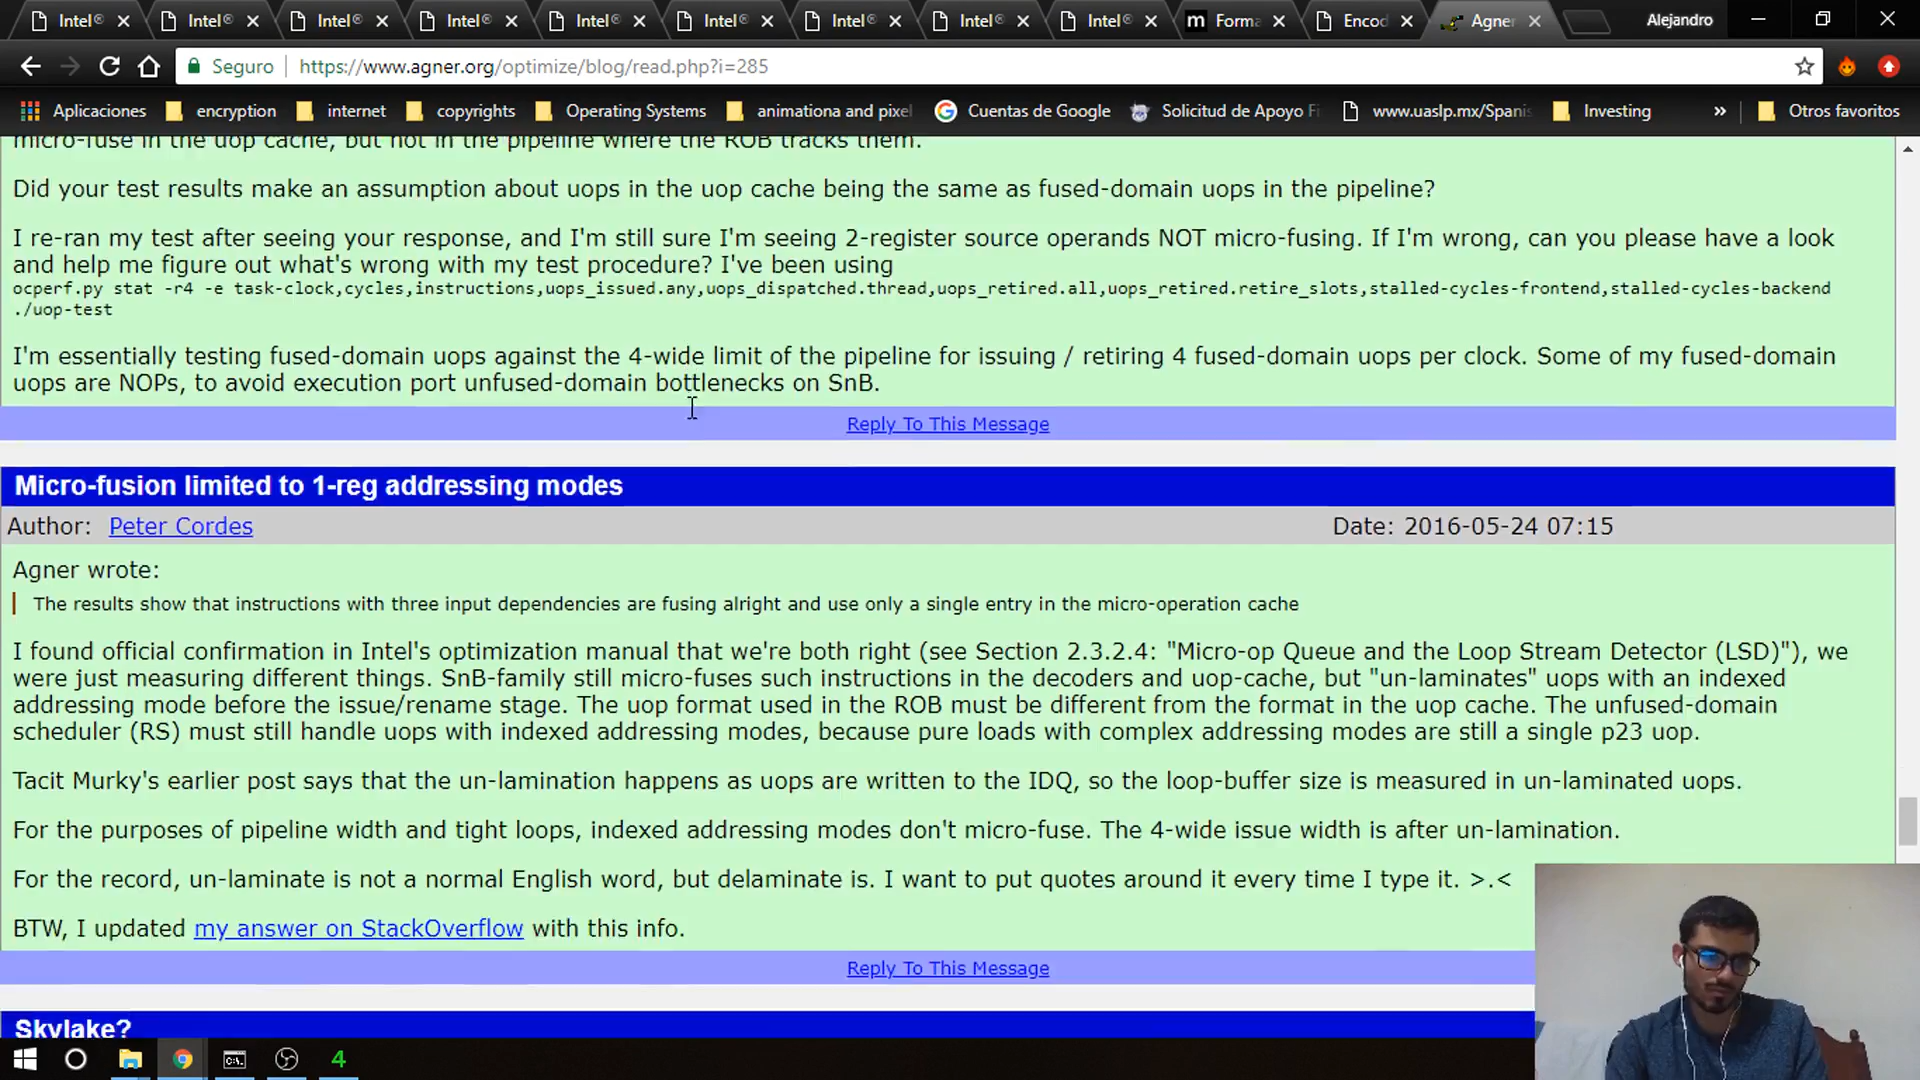 Intel® Intel® Intel® Intel® Intel® Intel® Intel® Intel® Intel® m Forma Encod Agner Alejandro
Seguro https://www.agner.org/optimize/blog/read.php?i=285
Aplicaciones encryption internet copyrights Operating Systems animationa and pixel Cuentas de Google Solicitud de Apoyo Fi www.uaslp.mx/Spanis Investing » Otros favoritos
micro-fuse in the uop cache, but not in the pipeline where the ROB tracks them.
Did your test results make an assumption about uops in the uop cache being the same as fused-domain uops in the pipeline?
I re-ran my test after seeing your response, and I'm still sure I'm seeing 2-register source operands NOT micro-fusing. If I'm wrong, can you please have a look
and help me figure out what's wrong with my test procedure? I've been using
ocperf.py stat -r4 -e task-clock,cycles,instructions,uops_issued.any,uops_dispatched.thread,uops_retired.all,uops_retired.retire_slots,stalled-cycles-frontend,stalled-cycles-backend
./uop-test
I'm essentially testing fused-domain uops against the 4-wide limit of the pipeline for issuing / retiring 4 fused-domain uops per clock. Some of my fused-domain
uops are NOPs, to avoid execution port unfused-domain bottlenecks on SnB.
Reply To This Message
Micro-fusion limited to 1-reg addressing modes
Author: Peter Cordes Date: 2016-05-24 07:15
Agner wrote:
The results show that instructions with three input dependencies are fusing alright and use only a single entry in the micro-operation cache
I found official confirmation in Intel's optimization manual that we're both right (see Section 2.3.2.4: "Micro-op Queue and the Loop Stream Detector (LSD)"), we
were just measuring different things. SnB-family still micro-fuses such instructions in the decoders and uop-cache, but "un-laminates" uops with an indexed
addressing mode before the issue/rename stage. The uop format used in the ROB must be different from the format in the uop cache. The unfused-domain
scheduler (RS) must still handle uops with indexed addressing modes, because pure loads with complex addressing modes are still a single p23 uop.
Tacit Murky's earlier post says that the un-lamination happens as uops are written to the IDQ, so the loop-buffer size is measured in un-laminated uops.
For the purposes of pipeline width and tight loops, indexed addressing modes don't micro-fuse. The 4-wide issue width is after un-lamination.
For the record, un-laminate is not a normal English word, but delaminate is. I want to put quotes around it every time I type it. >.<
BTW, I updated my answer on StackOverflow with this info.
Reply To This Message
Skylake?
4